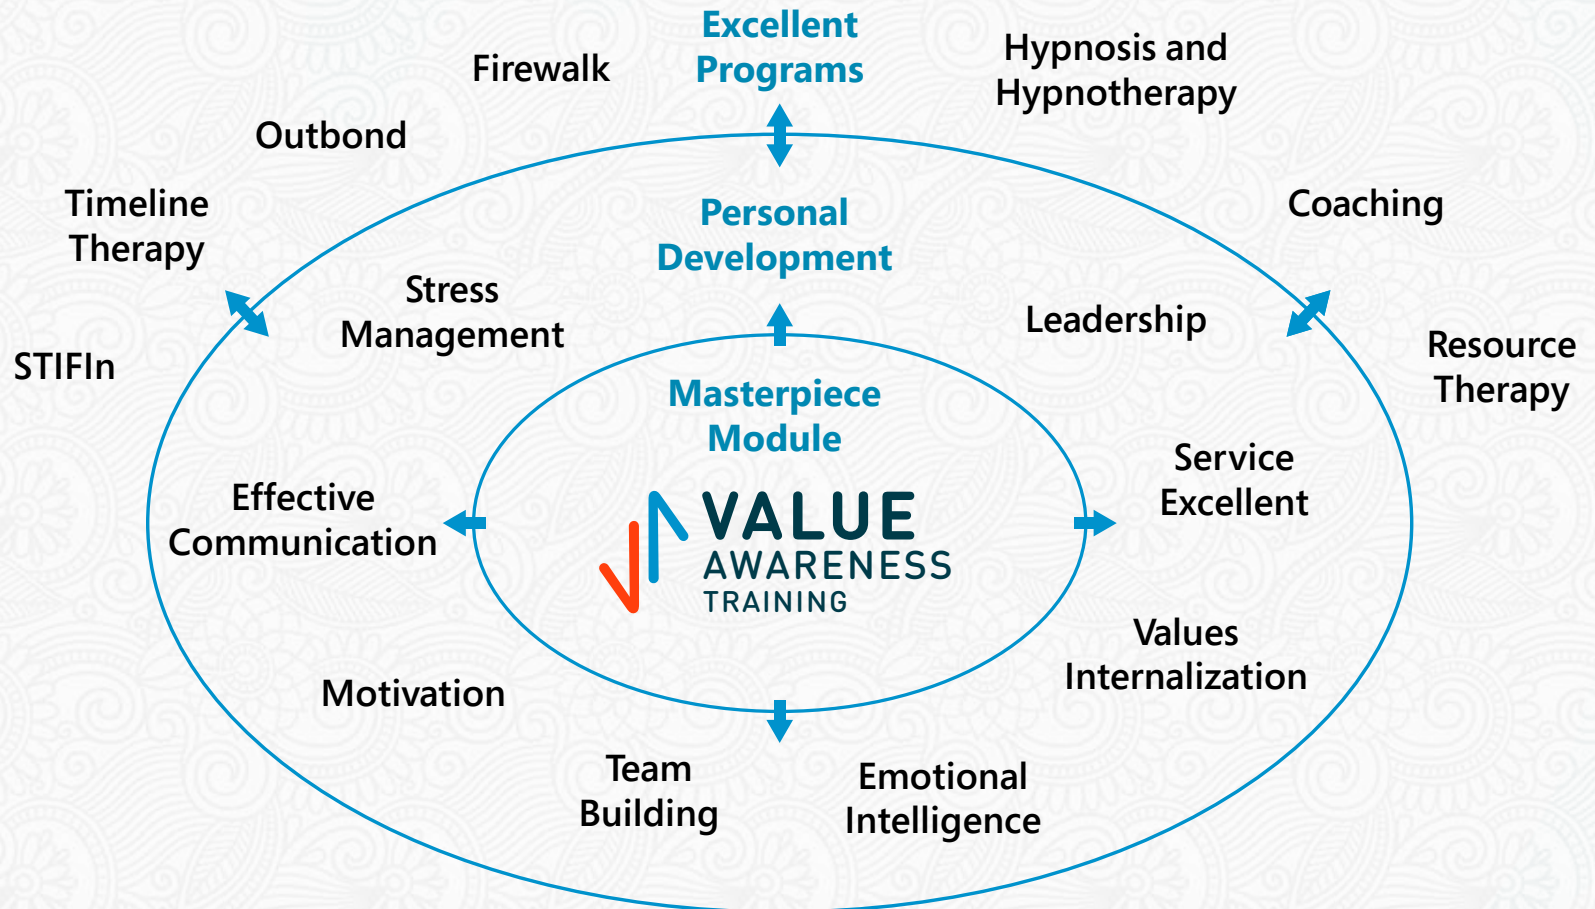 Excellent
Programs
Firewalk
Hypnosis and
Hypnotherapy
Outbond
Timeline
Therapy
Coaching
Personal
Development
Stress
Management
Leadership
STIFIn
Resource
Therapy
Masterpiece
Module
Effective
Communication
VALUE
AWARENESS
TRAINING
Service
Excellent
Motivation
Values
Internalization
Team
Building
Emotional
Intelligence